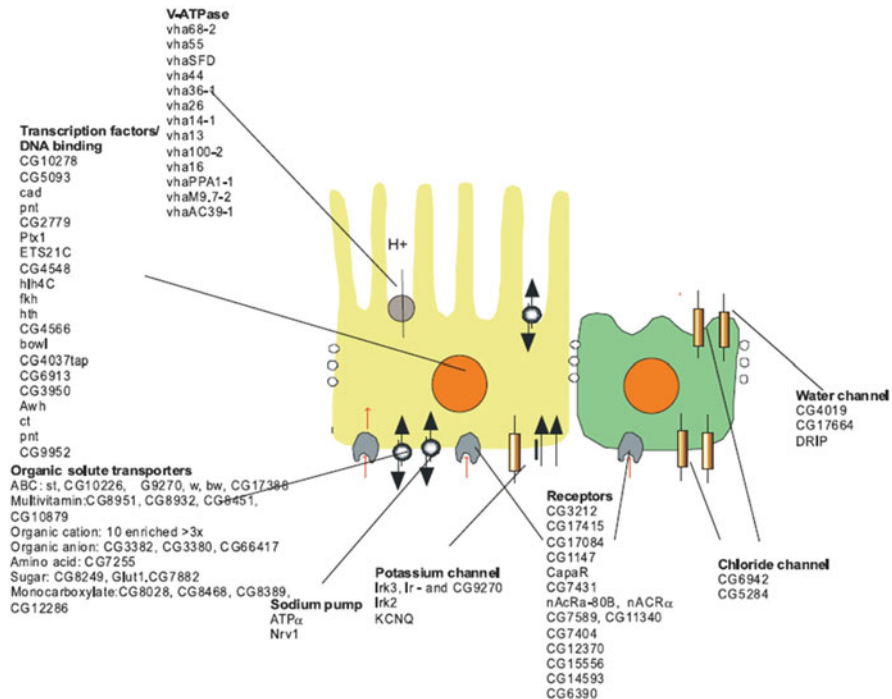 V-ATPase
vha68-2
vha55
vhaSFD
vha44
vha36-1
vha26
vha14-1
vha13
vha100-2
vha16
vhaPPA1-1
vhaM9.7-2
vhaAC39-1
Transcription factors/
DNA binding
CG10278
CG5093
cad
pnt
CG2779
Ptx1
ETS21C
CG4548
hlh4C
fkh
hth
CG4566
bowl
CG4037tap
CG6913
CG3950
Awh
ct
pnt
CG9952
H+
Organic solute transporters
ABC: st, CG10226, G9270, w, bw, CG17388
Multivitamin:CG8951, CG8932, CG8451,
CG10879
Organic cation: 10 enriched >3x
Organic anion: CG3382, CG3380, CG66417
Amino acid: CG7255
Sugar: CG8249, Glut1,CG7882
Monocarboxylate:CG8028, CG8468, CG8389,
CG12286
Sodium pump
ATPα
Nrv1
Potassium channel
Irk3, Ir - and CG9270
Irk2
KCNQ
Receptors
CG3212
CG17415
CG17084
CG1147
CapaR
CG7431
nAcRa-80B, nACRα
CG7589, CG11340
CG7404
CG12370
CG15556
CG14593
CG6390
Chloride channel
CG6942
CG5284
Water channel
CG4019
CG17664
DRIP